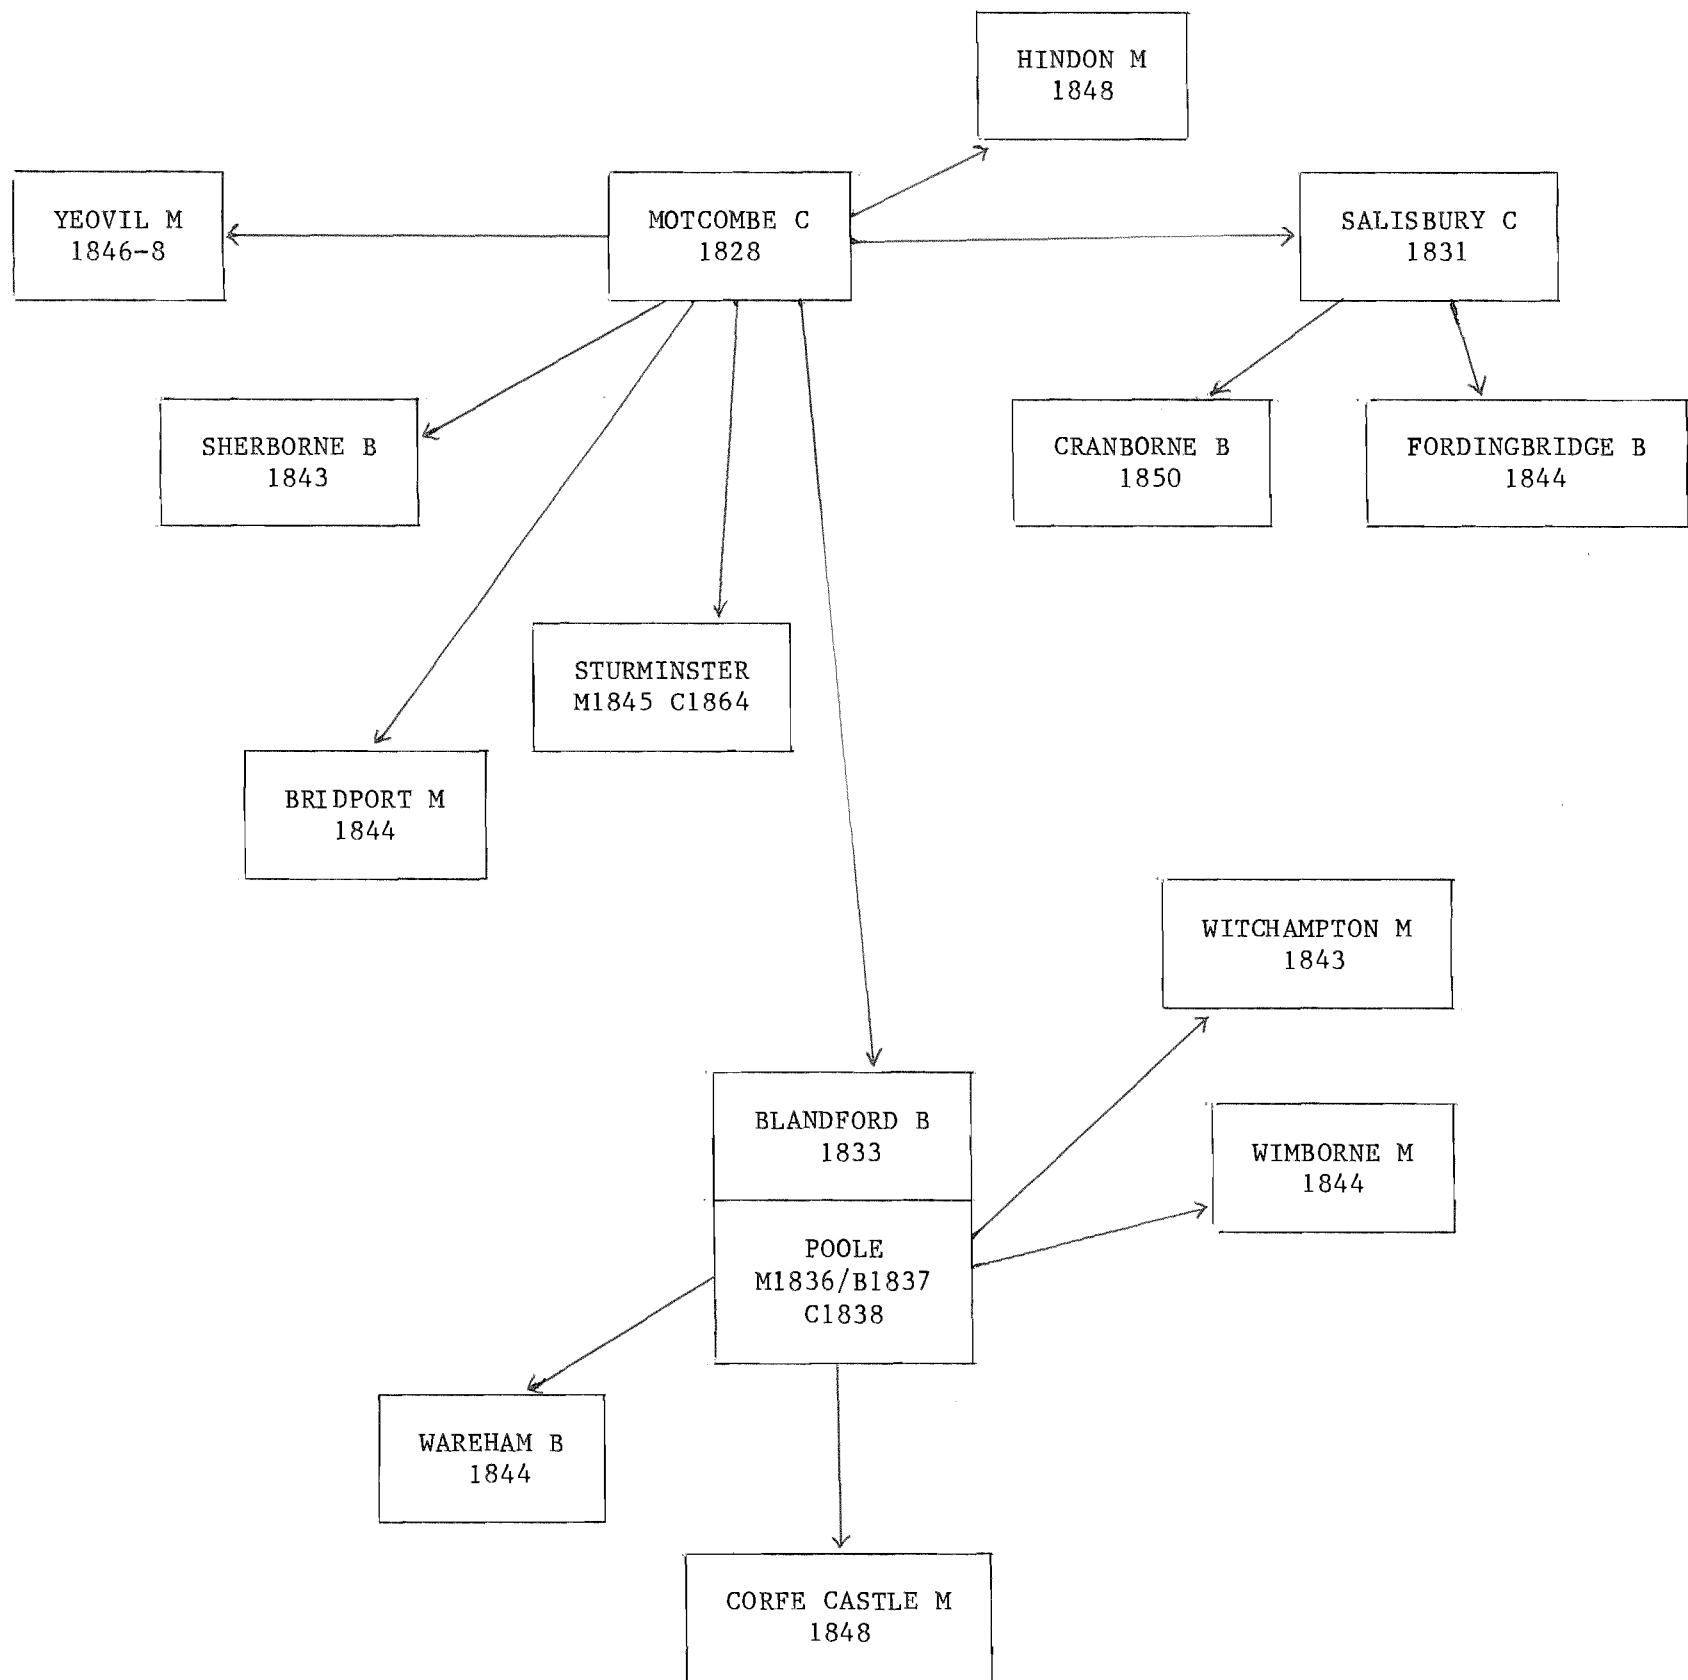 HINDON M
1848
YEOVIL M
1846-8
MOTCOMBE C
1828
SALISBURY C
1831
SHERBORNE B
1843
CRANBORNE B
1850
FORDINGBRIDGE B
1844
STURMINSTER
M1845 C1864
BRIDPORT M
1844
WITCHAMPTON M
1843
BLANDFORD B
1833
WIMBORNE M
1844
POOLE
M1836/B1837
C1838
WAREHAM B
1844
CORFE CASTLE M
1848